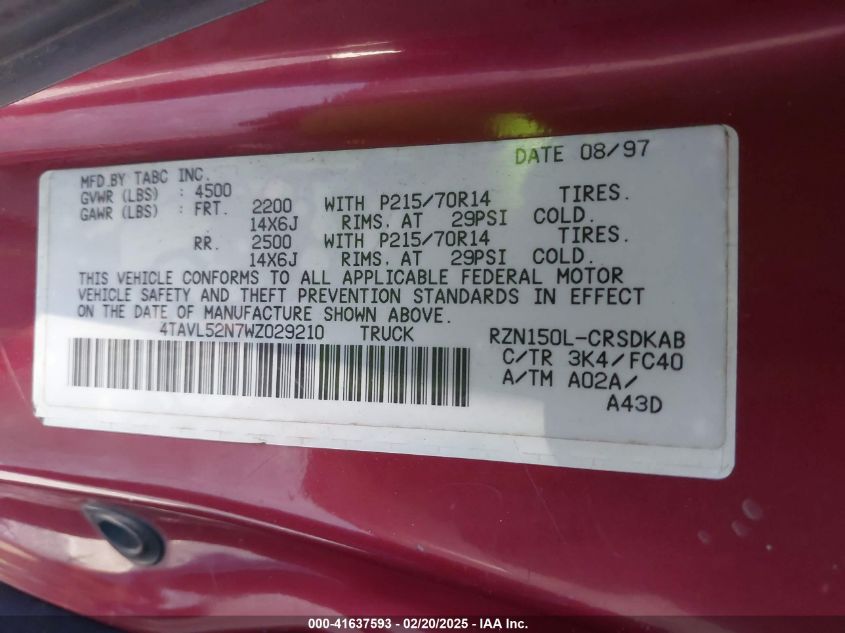 DATE 08/97
MFD.BY TABC INC.
GVWR (LBS) : 4500
GAWR (LBS) : FRT. 2200 WITH P215/70R14 TIRES.
14X6J RIMS. AT 29PSI COLD.
RR. 2500 WITH P215/70R14 TIRES.
14X6J RIMS. AT 29PSI COLD.
THIS VEHICLE CONFORMS TO ALL APPLICABLE FEDERAL MOTOR
VEHICLE SAFETY AND THEFT PREVENTION STANDARDS IN EFFECT
ON THE DATE OF MANUFACTURE SHOWN ABOVE.
4TAVL52N7WZ029210 TRUCK RZN150L-CRSDKAB
C/TR 3K4/FC40
A/TM A02A/
A43D
000-41637593 - 02/20/2025 - IAA Inc.